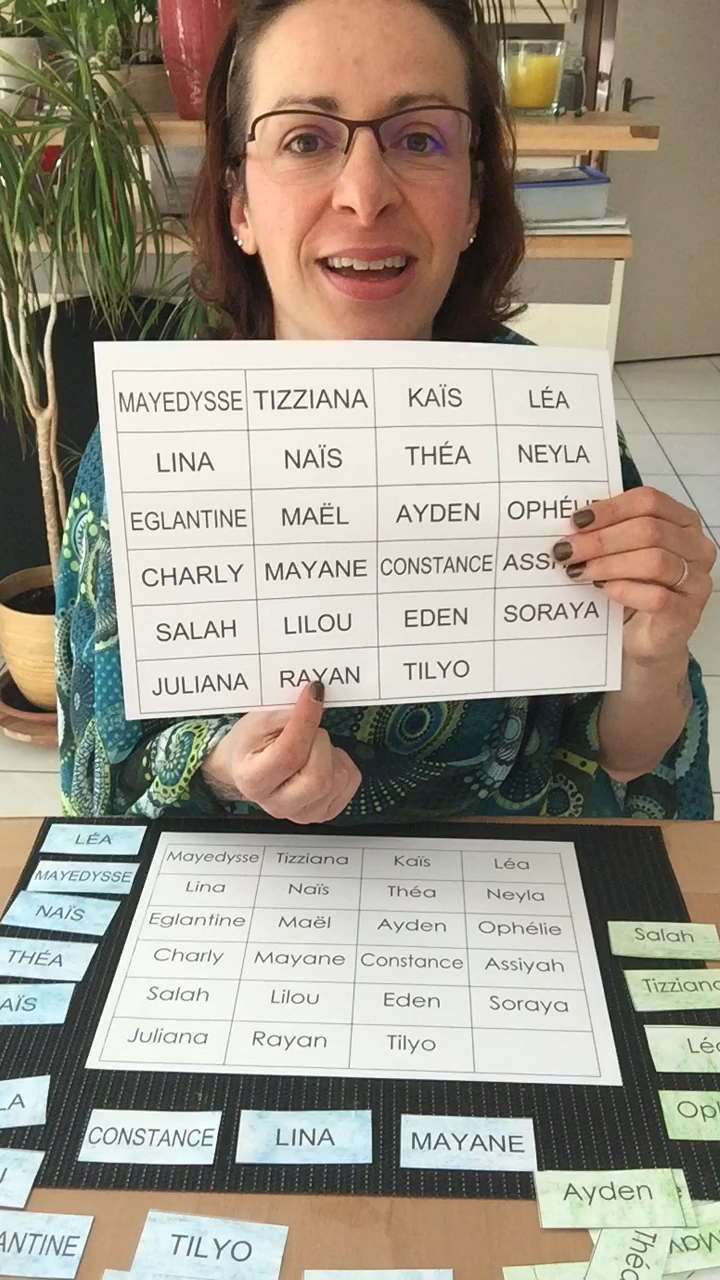 MAYEDYSSE TIZZIANA KAÏS LÉA
LINA NAÏS THÉA NEYLA
EGLANTINE MAËL AYDEN
CHARLY MAYANE CONSTANCE
SALAH LILOU EDEN SORAYA
JULIANA RAYAN TILYO
Mayedysse Tizziana Kaïs Léa
Lina Naïs Théa Neyla
Eglantine Maël Ayden Ophélie
Charly Mayane Constance Assiyah
Salah Lilou Eden Soraya
Juliana Rayan Tilyo
LÉA
MAYEDYSSE
NAÏS
THÉA
Salah
CONSTANCE LINA MAYANE
Ayden
TILYO